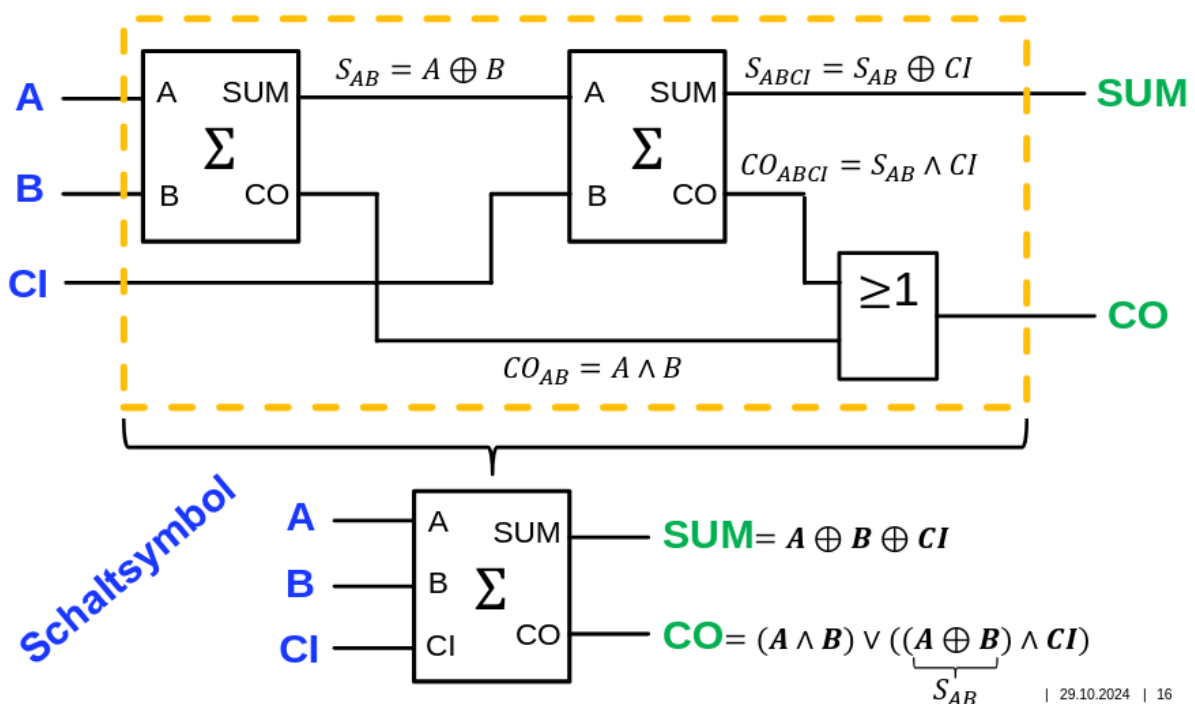 S_AB = A ⊕ B
S_ABCI = S_AB ⊕ CI
A
A
SUM
A
SUM
SUM
Σ
Σ
CO_ABCI = S_AB ∧ CI
B
B
CO
B
CO
CI
≥1
CO
CO_AB = A ∧ B
Schaltsymbol
A
A
SUM
SUM= A ⊕ B ⊕ CI
B
B
Σ
CI
CI
CO
CO= (A ∧ B) ∨ ((A ⊕ B) ∧ CI)
S_AB
| 29.10.2024 | 16